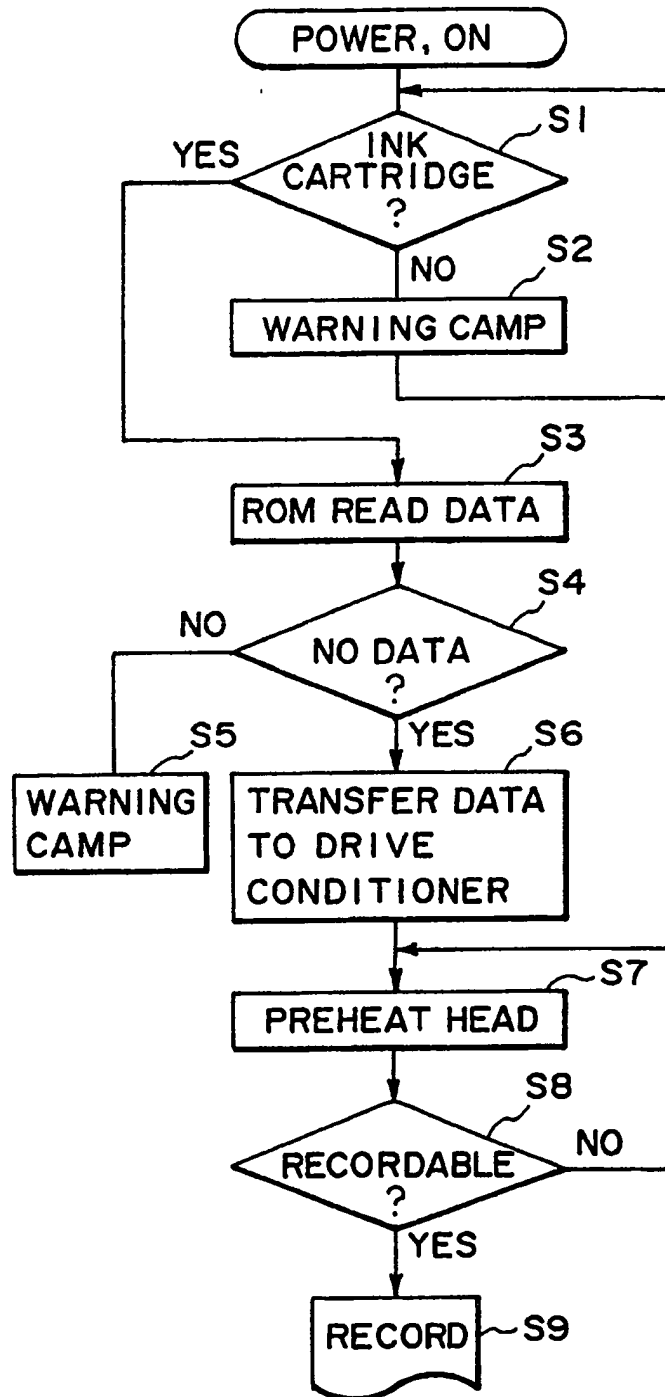 POWER, ON
S1
YES
INK
CARTRIDGE
?
NO
S2
WARNING CAMP
S3
ROM READ DATA
S4
NO
NO DATA
?
YES
S5
WARNING
CAMP
S6
TRANSFER DATA
TO DRIVE
CONDITIONER
S7
PREHEAT HEAD
S8
RECORDABLE
?
NO
YES
RECORD
S9